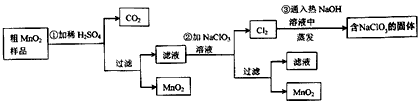 粗MnO₂
样品
①加稀H₂SO₄
过滤
CO₂
滤液
MnO₂
②加NaClO₃
溶液
过滤
Cl₂
滤液
MnO₂
③通入热NaOH
溶液中
蒸发
含NaClO₃的固体